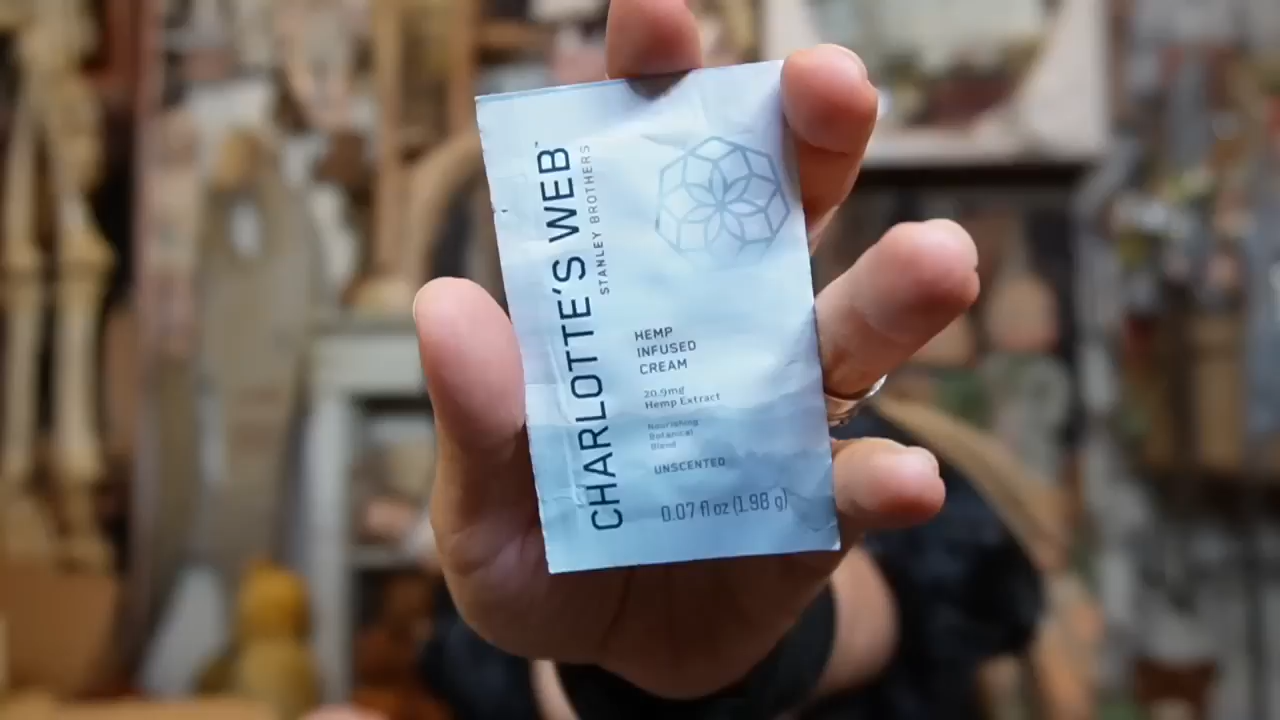 CHARLOTTE'S WEB™
STANLEY BROTHERS
HEMP
INFUSED
CREAM
20.9mg
Hemp Extract
Nourishing
Botanical
Blend
UNSCENTED
0.07 fl oz (1.98 g)